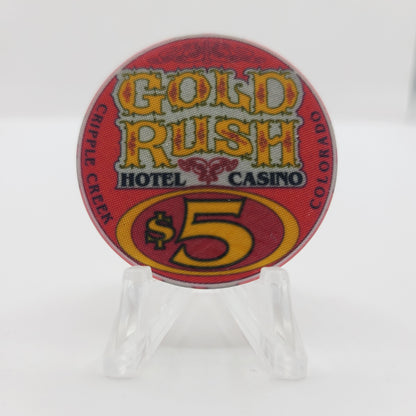 GOLD
RUSH
HOTEL CASINO
CRIPPLE CREEK
COLORADO
$5